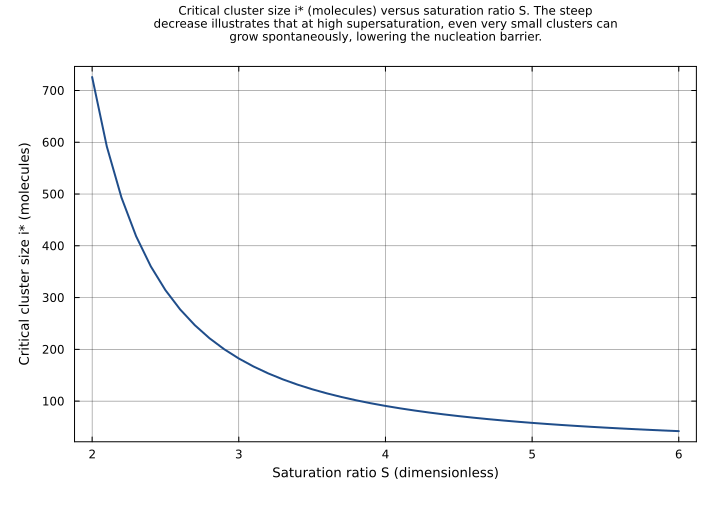 Critical cluster size i* (molecules) versus saturation ratio S. The steep
decrease illustrates that at high supersaturation, even very small clusters can
grow spontaneously, lowering the nucleation barrier.
700
600
500
400
300
200
100
Critical cluster size i* (molecules)
2 3 4 5 6
Saturation ratio S (dimensionless)